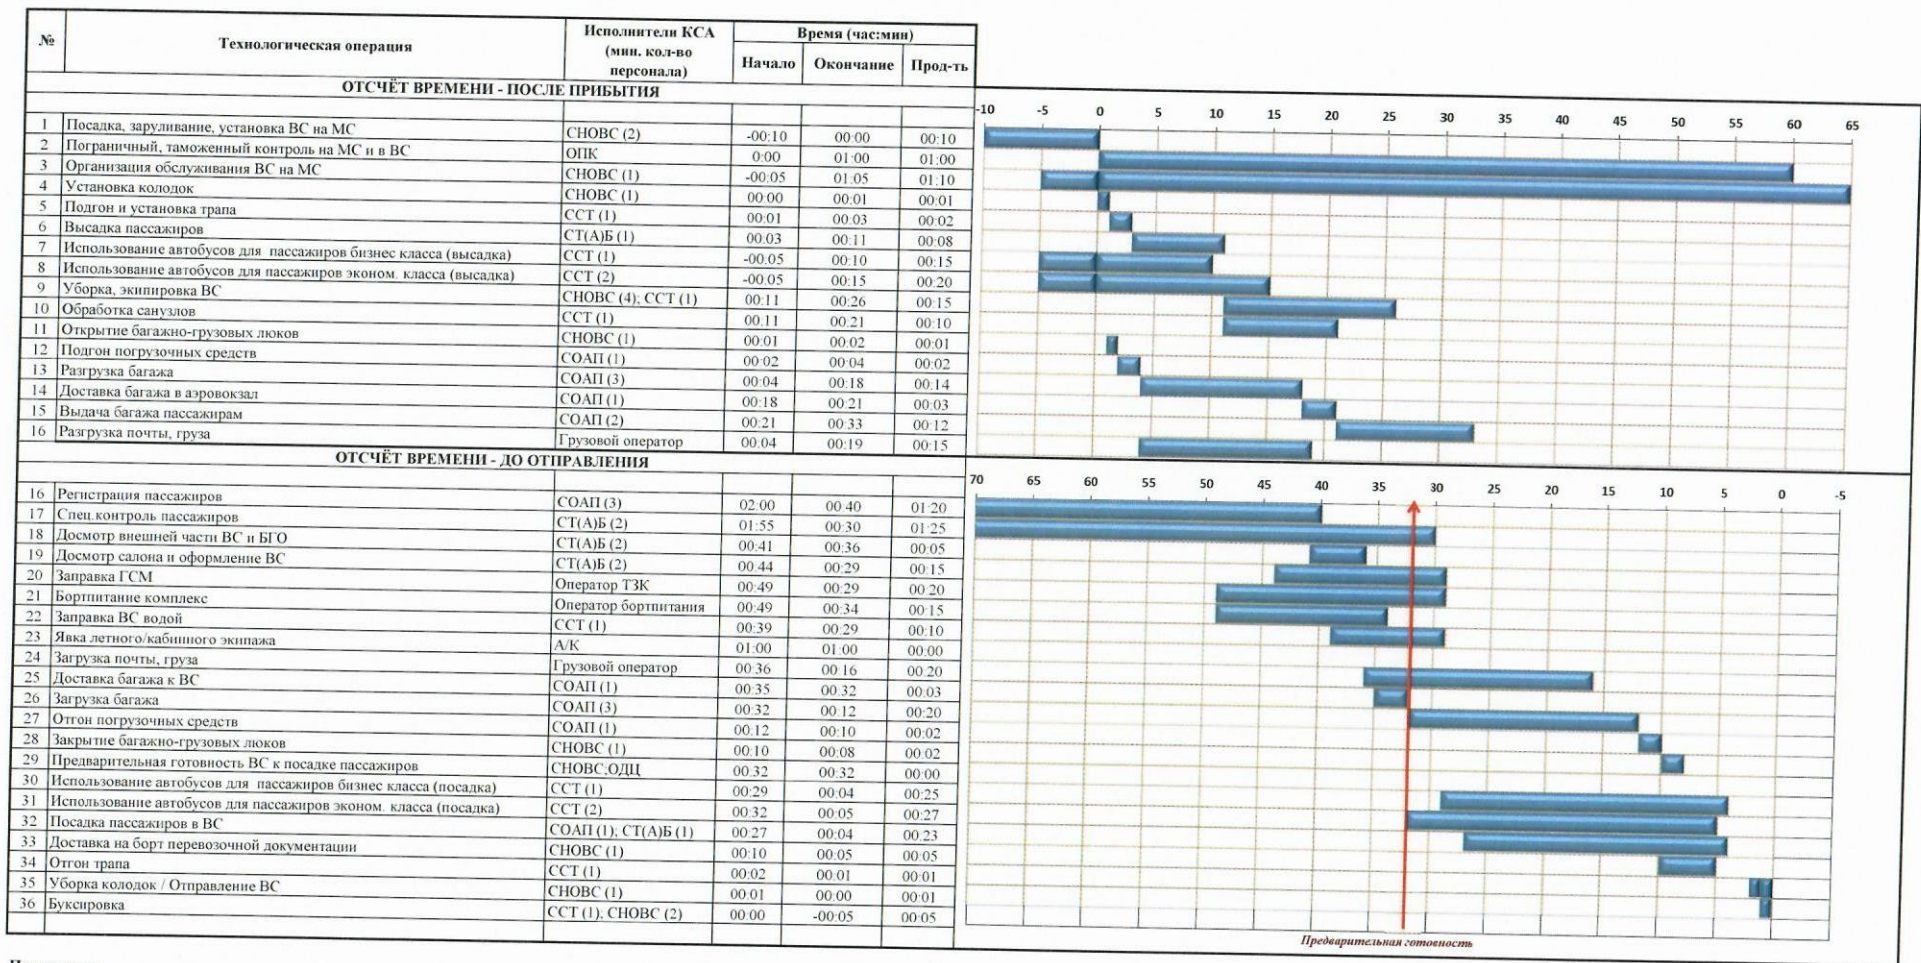 № Технологическая операция Исполнители КСА (мин. кол-во персонала) Время (час:мин)
Начало Окончание Прод-ть
ОТСЧЁТ ВРЕМЕНИ - ПОСЛЕ ПРИБЫТИЯ
-10 -5 0 5 10 15 20 25 30 35 40 45 50 55 60 65
1 Посадка, заруливание, установка ВС на МС СНОВС (2) -00:10 00:00 00:10
2 Пограничный, таможенный контроль на МС и в ВС ОПК 0:00 01:00 01:00
3 Организация обслуживания ВС на МС СНОВС (1) -00:05 01:05 01:10
4 Установка колодок СНОВС (1) 00:00 00:01 00:01
5 Подгон и установка трапа ССТ (1) 00:01 00:03 00:02
6 Высадка пассажиров СТ(А)Б (1) 00:03 00:11 00:08
7 Использование автобусов для пассажиров бизнес класса (высадка) ССТ (1) -00:05 00:10 00:15
8 Использование автобусов для пассажиров эконом. класса (высадка) ССТ (2) -00:05 00:15 00:20
9 Уборка, экипировка ВС СНОВС (4); ССТ (1) 00:11 00:26 00:15
10 Обработка санузлов ССТ (1) 00:11 00:21 00:10
11 Открытие багажно-грузовых люков СНОВС (1) 00:01 00:02 00:01
12 Подгон погрузочных средств СОАП (1) 00:02 00:04 00:02
13 Разгрузка багажа СОАП (3) 00:04 00:18 00:14
14 Доставка багажа в аэровокзал СОАП (1) 00:18 00:21 00:03
15 Выдача багажа пассажирам СОАП (2) 00:21 00:33 00:12
16 Разгрузка почты, груза Грузовой оператор 00:04 00:19 00:15
ОТСЧЁТ ВРЕМЕНИ - ДО ОТПРАВЛЕНИЯ
70 65 60 55 50 45 40 35 30 25 20 15 10 5 0 -5
16 Регистрация пассажиров СОАП (3) 02:00 00:40 01:20
17 Спец.контроль пассажиров СТ(А)Б (2) 01:55 00:30 01:25
18 Досмотр внешней части ВС и БГО СТ(А)Б (2) 00:41 00:36 00:05
19 Досмотр салона и оформление ВС СТ(А)Б (2) 00:44 00:29 00:15
20 Заправка ГСМ Оператор ТЗК 00:49 00:29 00:20
21 Бортпитание комплекс Оператор бортпитания 00:49 00:34 00:15
22 Заправка ВС водой ССТ (1) 00:39 00:29 00:10
23 Явка летного/кабинного экипажа А/К 01:00 01:00 00:00
24 Загрузка почты, груза Грузовой оператор 00:36 00:16 00:20
25 Доставка багажа к ВС СОАП (1) 00:35 00:32 00:03
26 Загрузка багажа СОАП (3) 00:32 00:12 00:20
27 Отгон погрузочных средств СОАП (1) 00:12 00:10 00:02
28 Закрытие багажно-грузовых люков СНОВС (1) 00:10 00:08 00:02
29 Предварительная готовность ВС к посадке пассажиров СНОВС;ОДЦ 00:32 00:32 00:00
30 Использование автобусов для пассажиров бизнес класса (посадка) ССТ (1) 00:29 00:04 00:25
31 Использование автобусов для пассажиров эконом. класса (посадка) ССТ (2) 00:32 00:05 00:27
32 Посадка пассажиров в ВС СОАП (1); СТ(А)Б (1) 00:27 00:04 00:23
33 Доставка на борт перевозочной документации СНОВС (1) 00:10 00:05 00:05
34 Отгон трапа ССТ (1) 00:02 00:01 00:01
35 Уборка колодок / Отправление ВС СНОВС (1) 00:01 00:00 00:01
36 Буксировка ССТ (1); СНОВС (2) 00:00 -00:05 00:05
Предварительная готовность